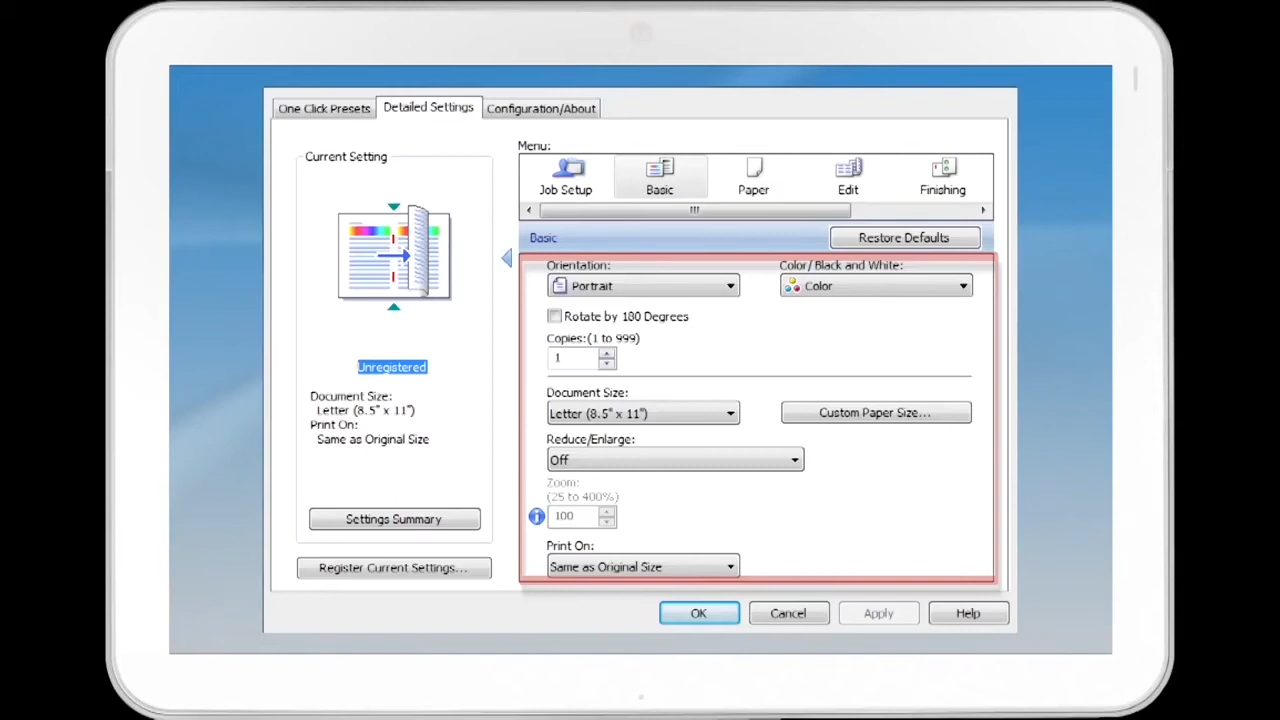 One Click Presets
Detailed Settings
Configuration/About
Current Setting
Unregistered
Document Size:
Letter (8.5" x 11")
Print On:
Same as Original Size
Settings Summary
Register Current Settings...
Menu:
Job Setup
Basic
Paper
Edit
Finishing
Basic
Restore Defaults
Orientation:
Portrait
Color/Black and White:
Color
Rotate by 180 Degrees
Copies:(1 to 999)
1
Document Size:
Letter (8.5" x 11")
Custom Paper Size...
Reduce/Enlarge:
Off
Zoom:
(25 to 400%)
100
Print On:
Same as Original Size
OK
Cancel
Apply
Help